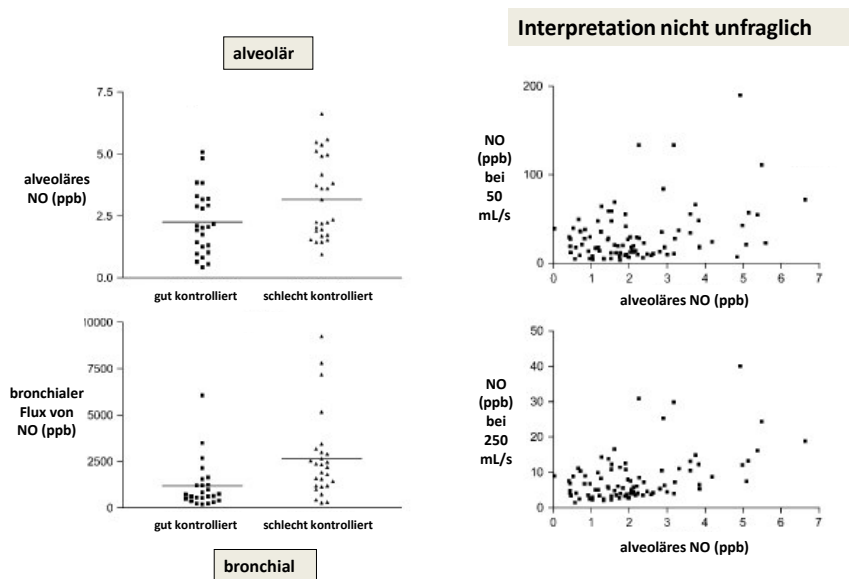 Interpretation nicht unfraglich
alveolär
7.5
5.0
2.5
0.0
alveoläres
NO (ppb)
gut kontrolliert
schlecht kontrolliert
10000
7500
5000
2500
0
bronchialer
Flux von
NO (ppb)
gut kontrolliert
schlecht kontrolliert
bronchial
200
100
0
NO
(ppb)
bei
50
mL/s
0 1 2 3 4 5 6 7
alveoläres NO (ppb)
50
40
30
20
10
0
NO
(ppb)
bei
250
mL/s
0 1 2 3 4 5 6 7
alveoläres NO (ppb)